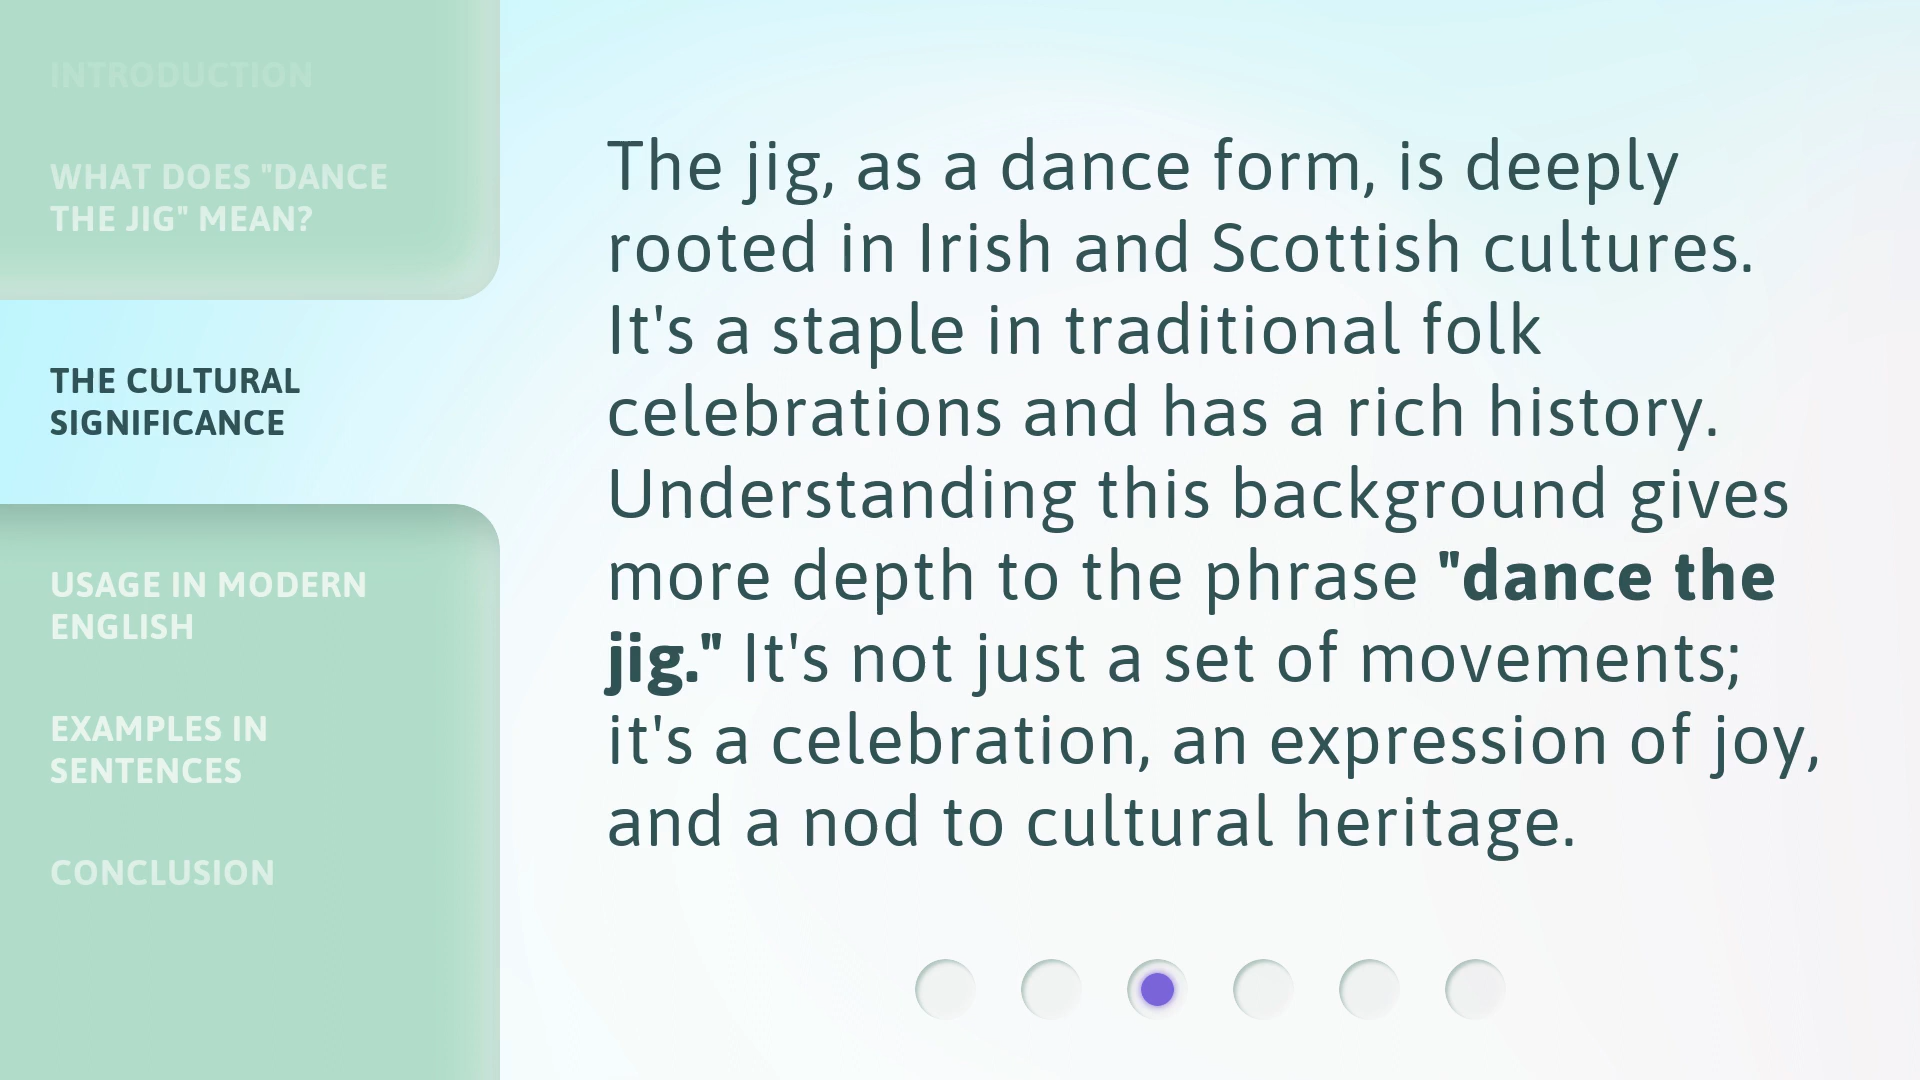 INTRODUCTION
WHAT DOES "DANCE
THE JIG" MEAN?
THE CULTURAL
SIGNIFICANCE
USAGE IN MODERN
ENGLISH
EXAMPLES IN
SENTENCES
CONCLUSION
The jig, as a dance form, is deeply
rooted in Irish and Scottish cultures.
It's a staple in traditional folk
celebrations and has a rich history.
Understanding this background gives
more depth to the phrase "dance the
jig." It's not just a set of movements;
it's a celebration, an expression of joy,
and a nod to cultural heritage.